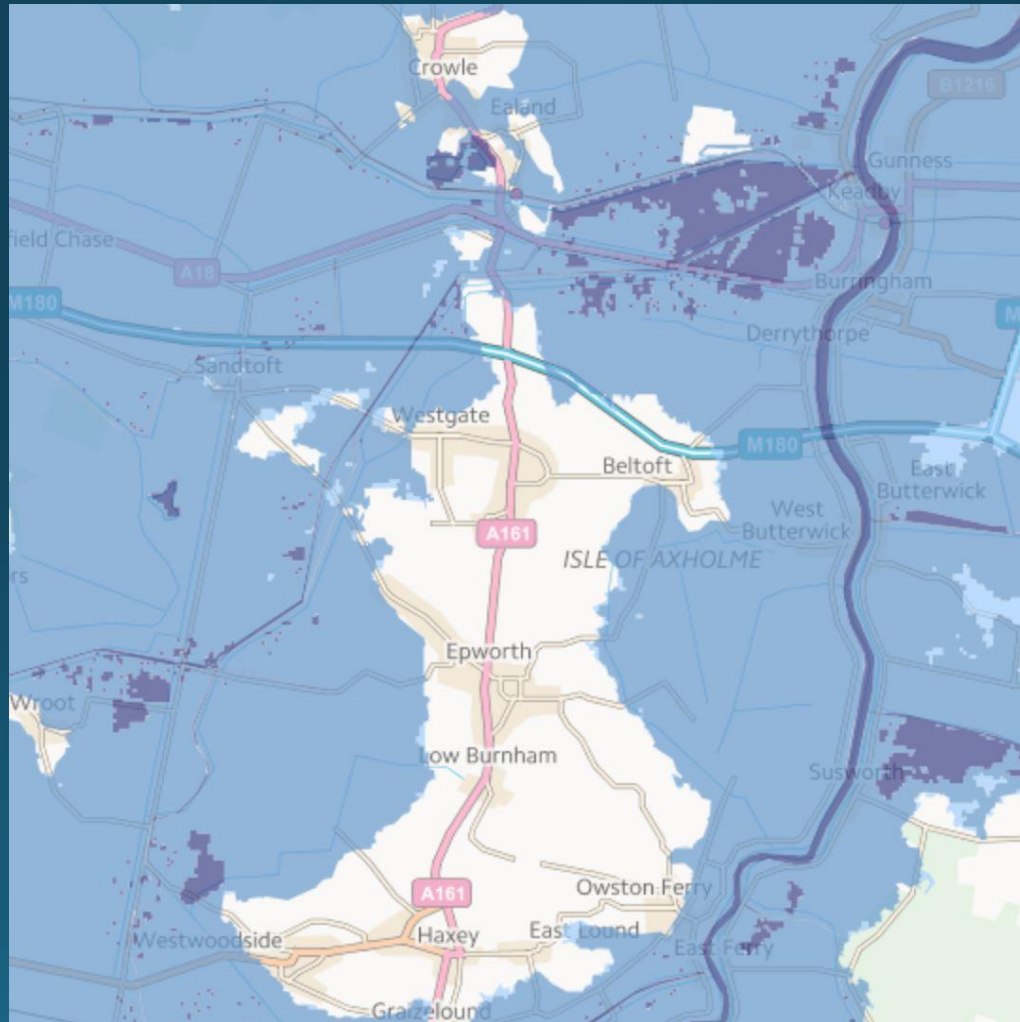 Crowle
B1216
Ealand
Gunness
Keadby
field Chase
A18
Burringham
M180
M
Derrythorpe
Sandtoft
Westgate
M180
Beltoft
East
Butterwick
West
Butterwick
A161
ISLE OF AXHOLME
rs
Epworth
Wroot
Low Burnham
Susworth
A161
Owston Ferry
Haxey
East Lound
Westwoodside
East Ferry
Graizelound